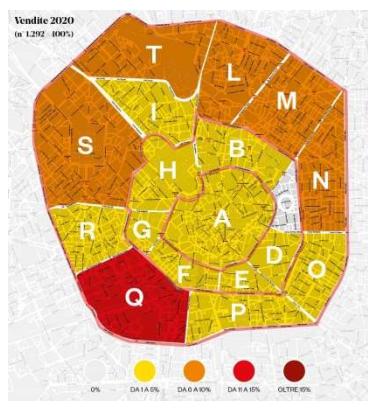 Vendite 2020
(n° 1.292 - 100%)
T
L
I
M
S
B
H
N
C
A
R
G
D
O
F
E
Q
P
0%
DA 1 A 5%
DA 6 A 10%
DA 11 A 15%
OLTRE 15%